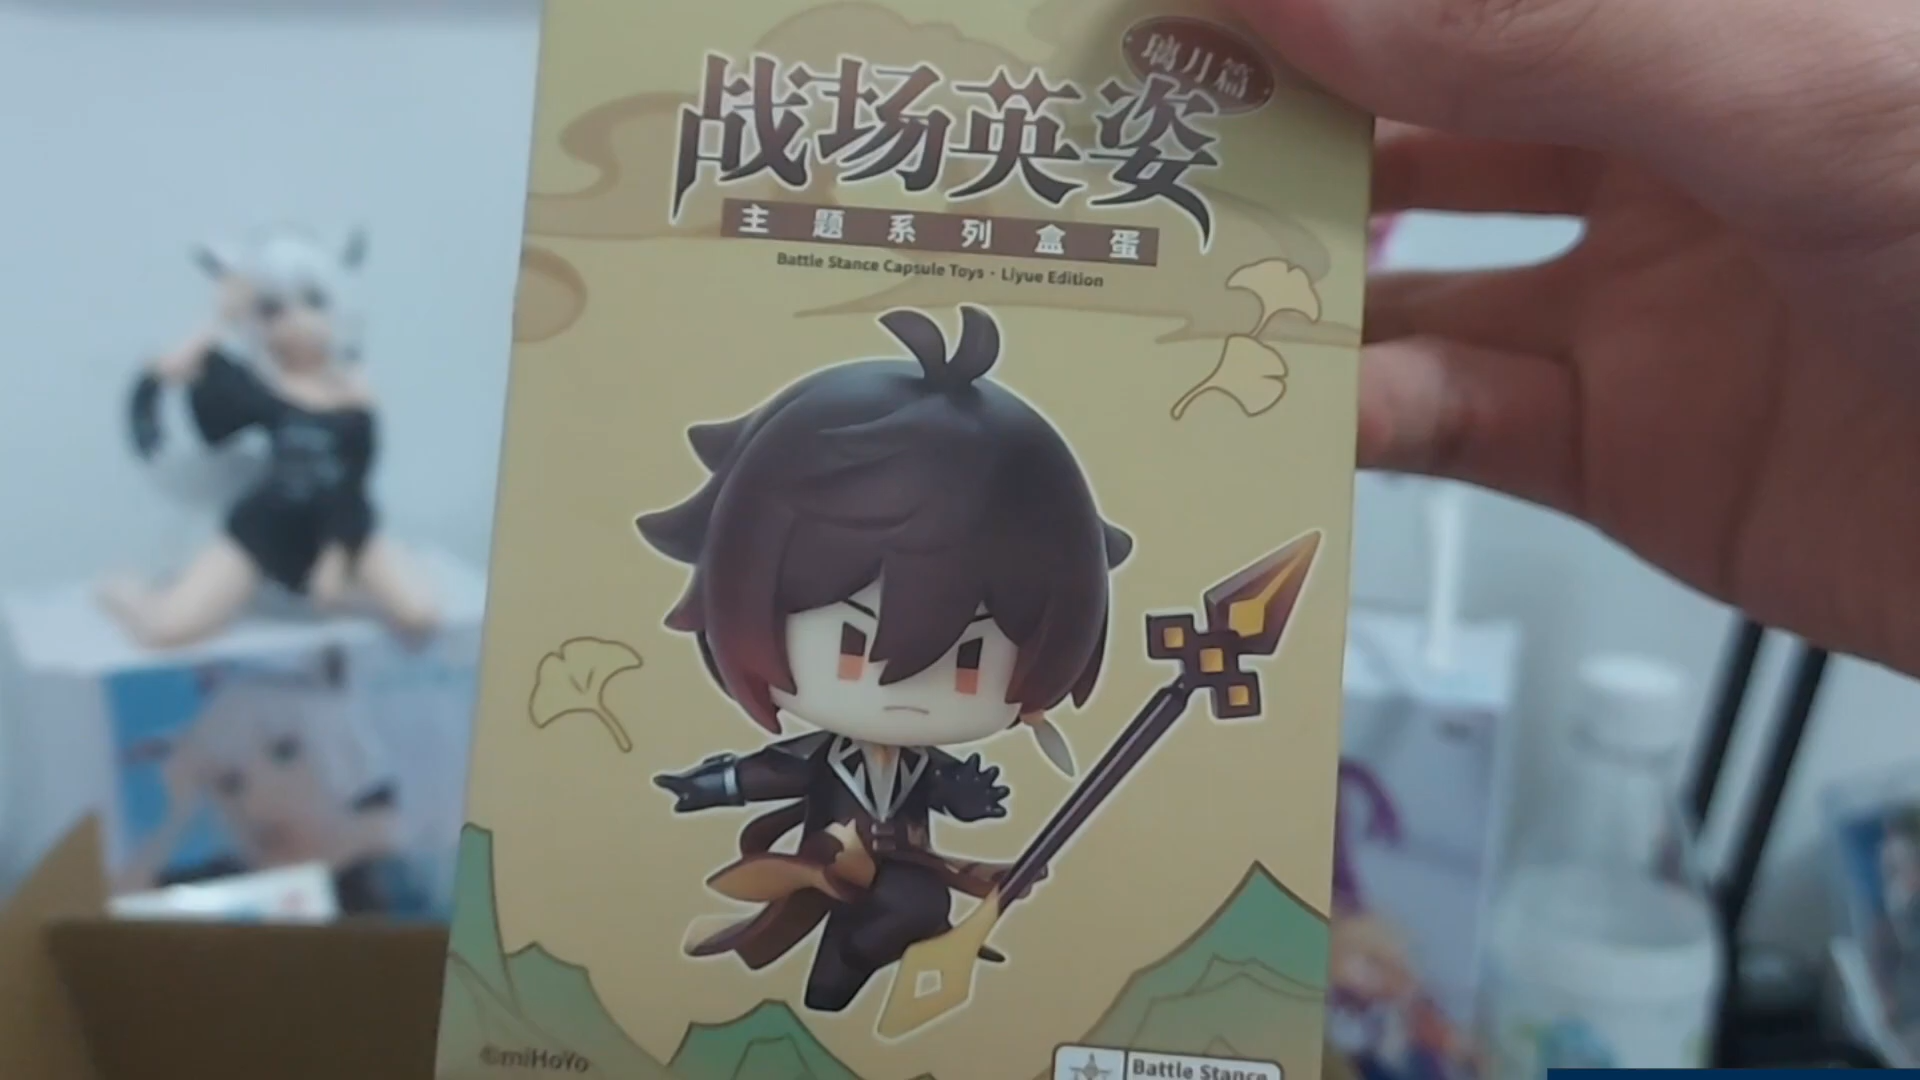 璃月篇
战场英姿
主题系列盒蛋
Battle Stance Capsule Toys · Liyue Edition
©miHoYo
Battle Stance